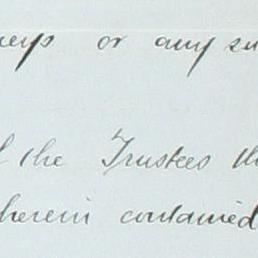 or any
the Trustees
herein contained